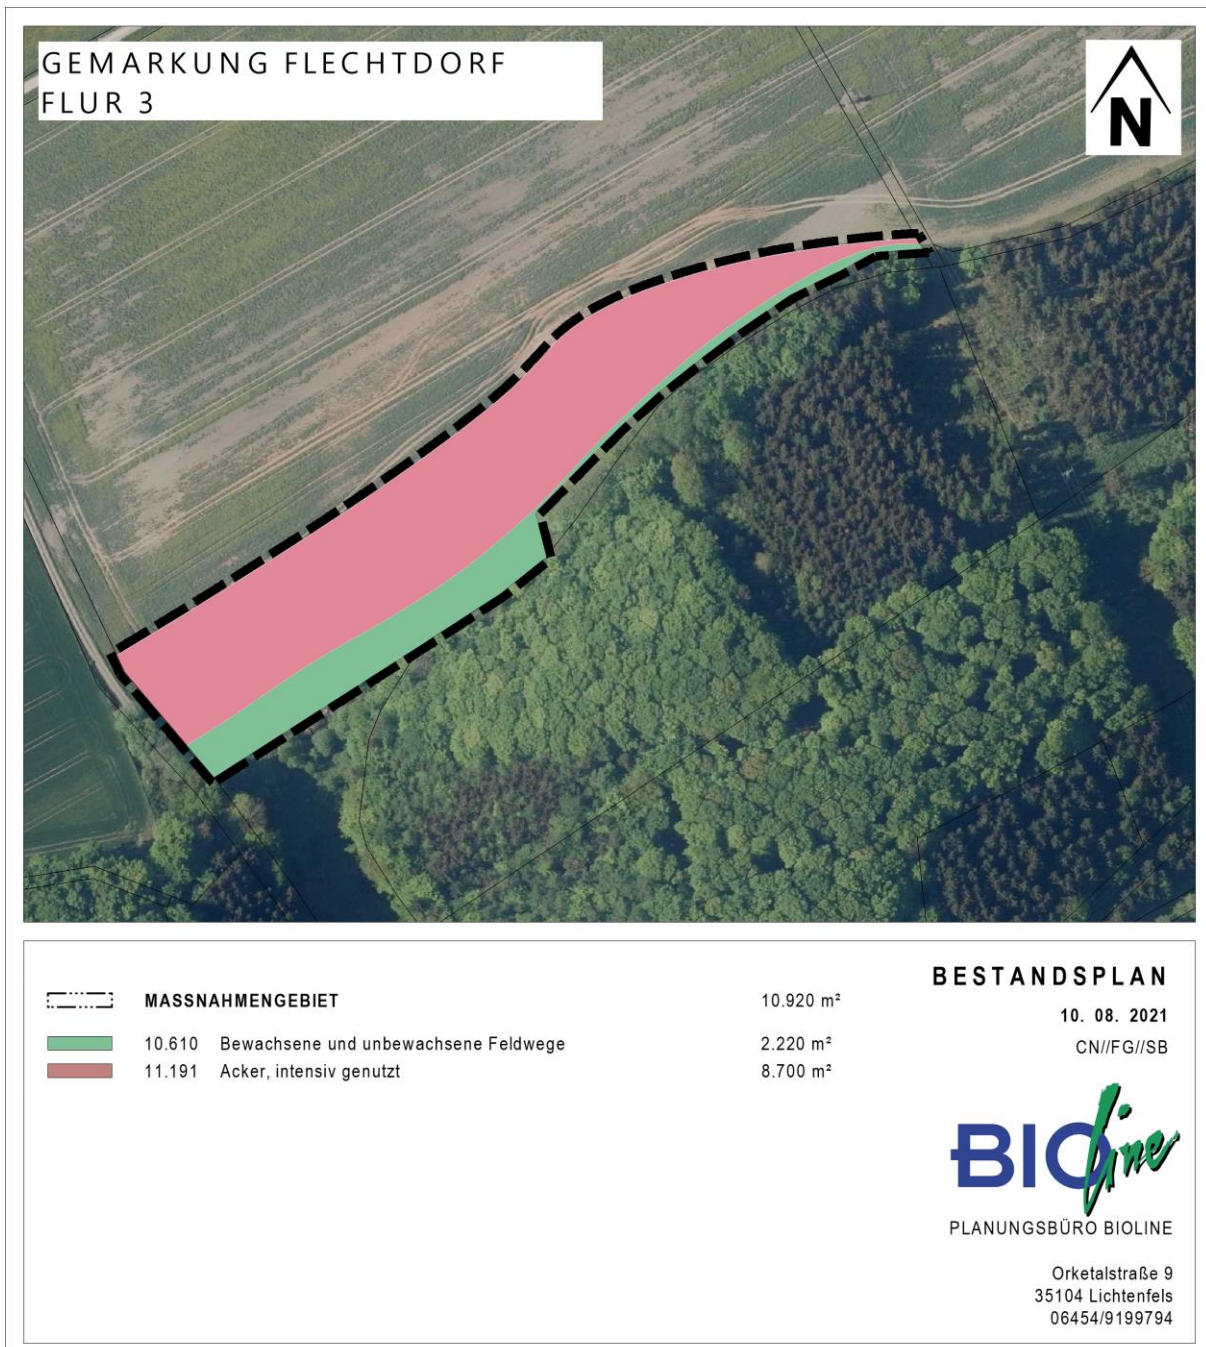 GEMARKUNG FLECHTDORF
FLUR 3
N
MASSNAHMENGEBIET 10.920 m²
10.610 Bewachsene und unbewachsene Feldwege 2.220 m²
11.191 Acker, intensiv genutzt 8.700 m²
BESTANDSPLAN
10. 08. 2021
CN//FG//SB
BIOline
PLANUNGSBÜRO BIOLINE
Orketalstraße 9
35104 Lichtenfels
06454/9199794